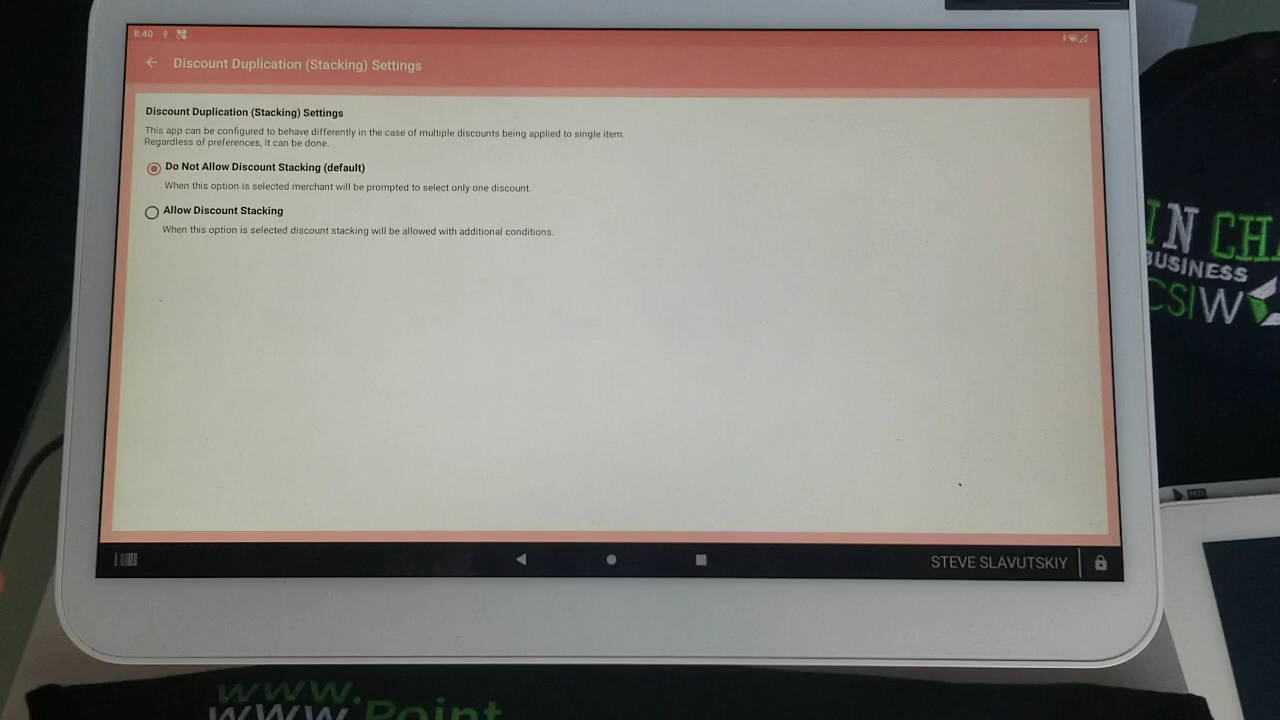 8:40
Discount Duplication (Stacking) Settings
Discount Duplication (Stacking) Settings
This app can be configured to behave differently in the case of multiple discounts being applied to single item.
Regardless of preferences, it can be done.
Do Not Allow Discount Stacking (default)
When this option is selected merchant will be prompted to select only one discount.
Allow Discount Stacking
When this option is selected discount stacking will be allowed with additional conditions.
STEVE SLAVUTSKIY
IN CHA
BUSINESS
CSIW
www.
www.Point